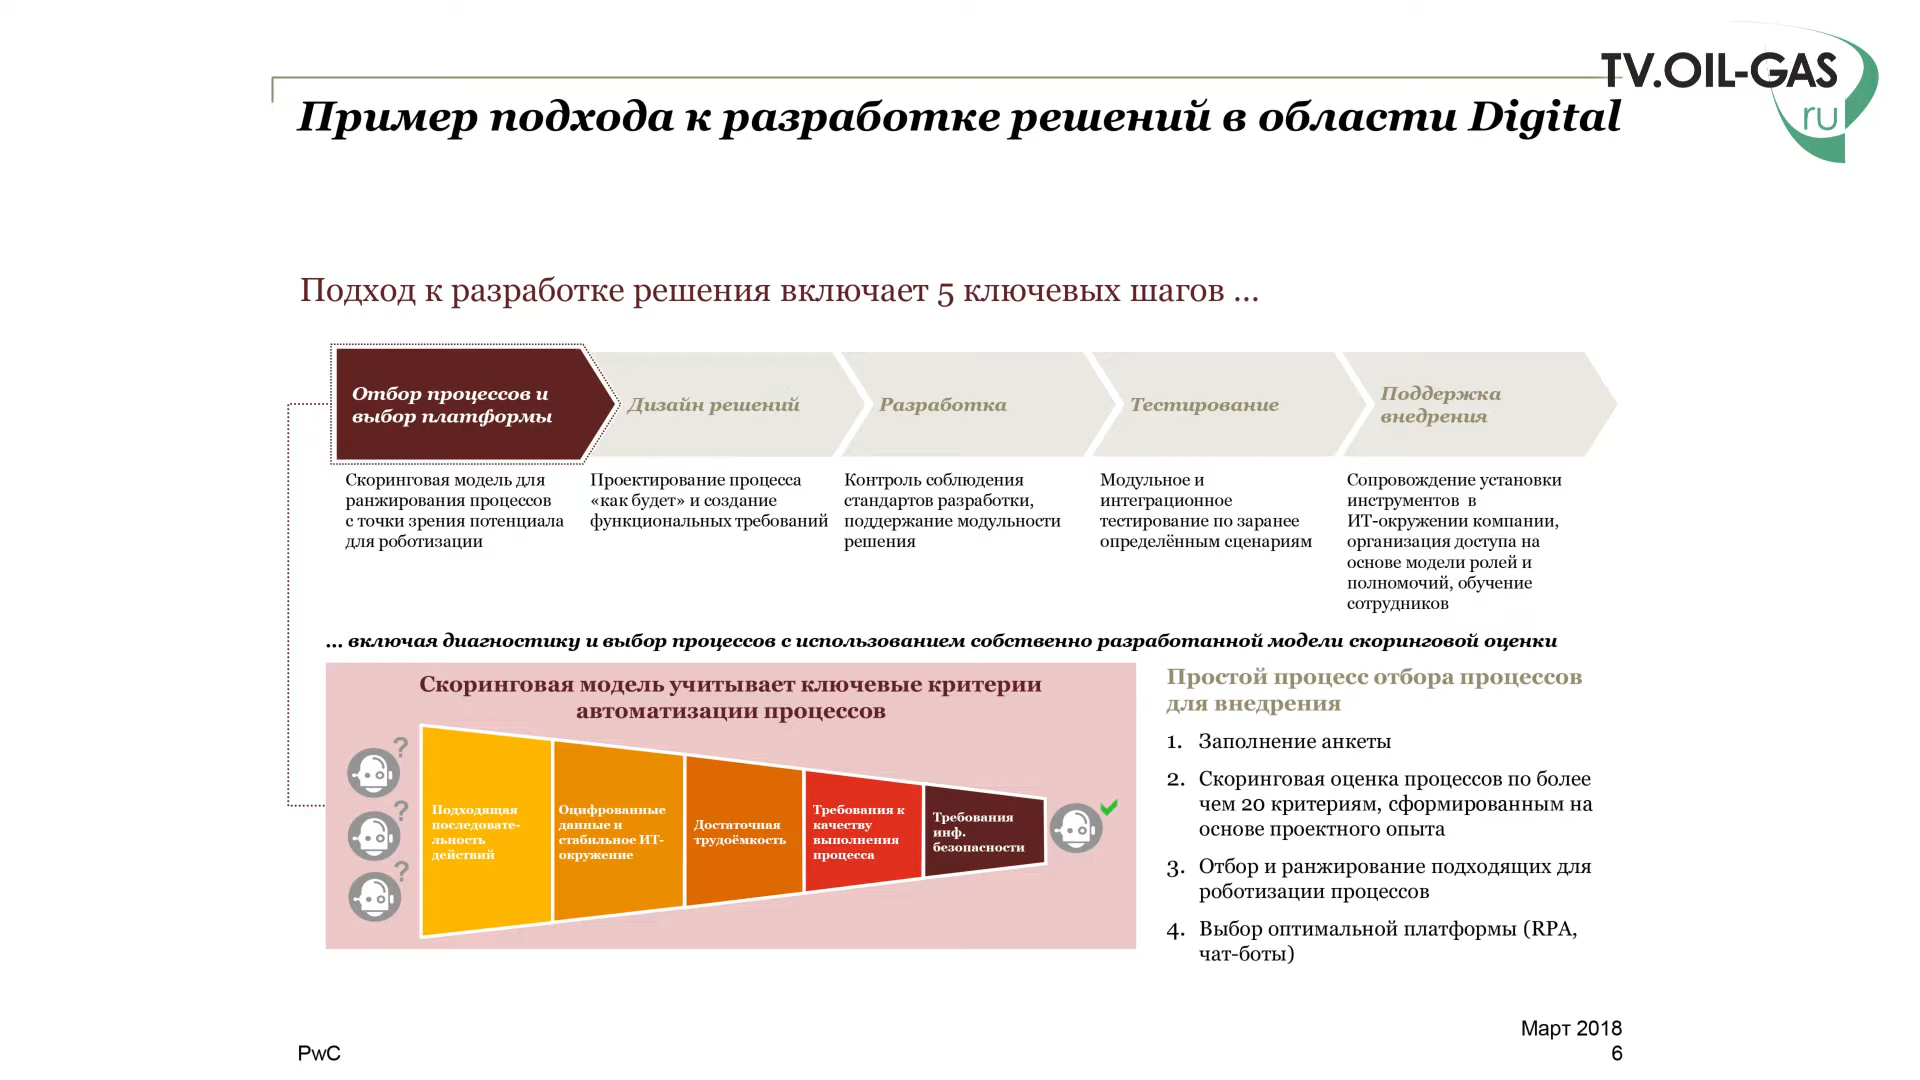 TV.OIL-GAS
ru
Пример подхода к разработке решений в области Digital
Подход к разработке решения включает 5 ключевых шагов ...
Отбор процессов и
выбор платформы
Дизайн решений
Разработка
Тестирование
Поддержка
внедрения
Скоринговая модель для
ранжирования процессов
с точки зрения потенциала
для роботизации
Проектирование процесса
«как будет» и создание
функциональных требований
Контроль соблюдения
стандартов разработки,
поддержание модульности
решения
Модульное и
интеграционное
тестирование по заранее
определённым сценариям
Сопровождение установки
инструментов в
ИТ-окружении компании,
организация доступа на
основе модели ролей и
полномочий, обучение
сотрудников
... включая диагностику и выбор процессов с использованием собственно разработанной модели скоринговой оценки
Скоринговая модель учитывает ключевые критерии
автоматизации процессов
?
?
?
Подходящая
последовате-
льность
действий
Оцифрованные
данные и
стабильное ИТ-
окружение
Достаточная
трудоёмкость
Требования к
качеству
выполнения
процесса
Требования
инф.
безопасности
Простой процесс отбора процессов
для внедрения
1. Заполнение анкеты
2. Скоринговая оценка процессов по более
чем 20 критериям, сформированным на
основе проектного опыта
3. Отбор и ранжирование подходящих для
роботизации процессов
4. Выбор оптимальной платформы (RPA,
чат-боты)
Март 2018
PwC
6